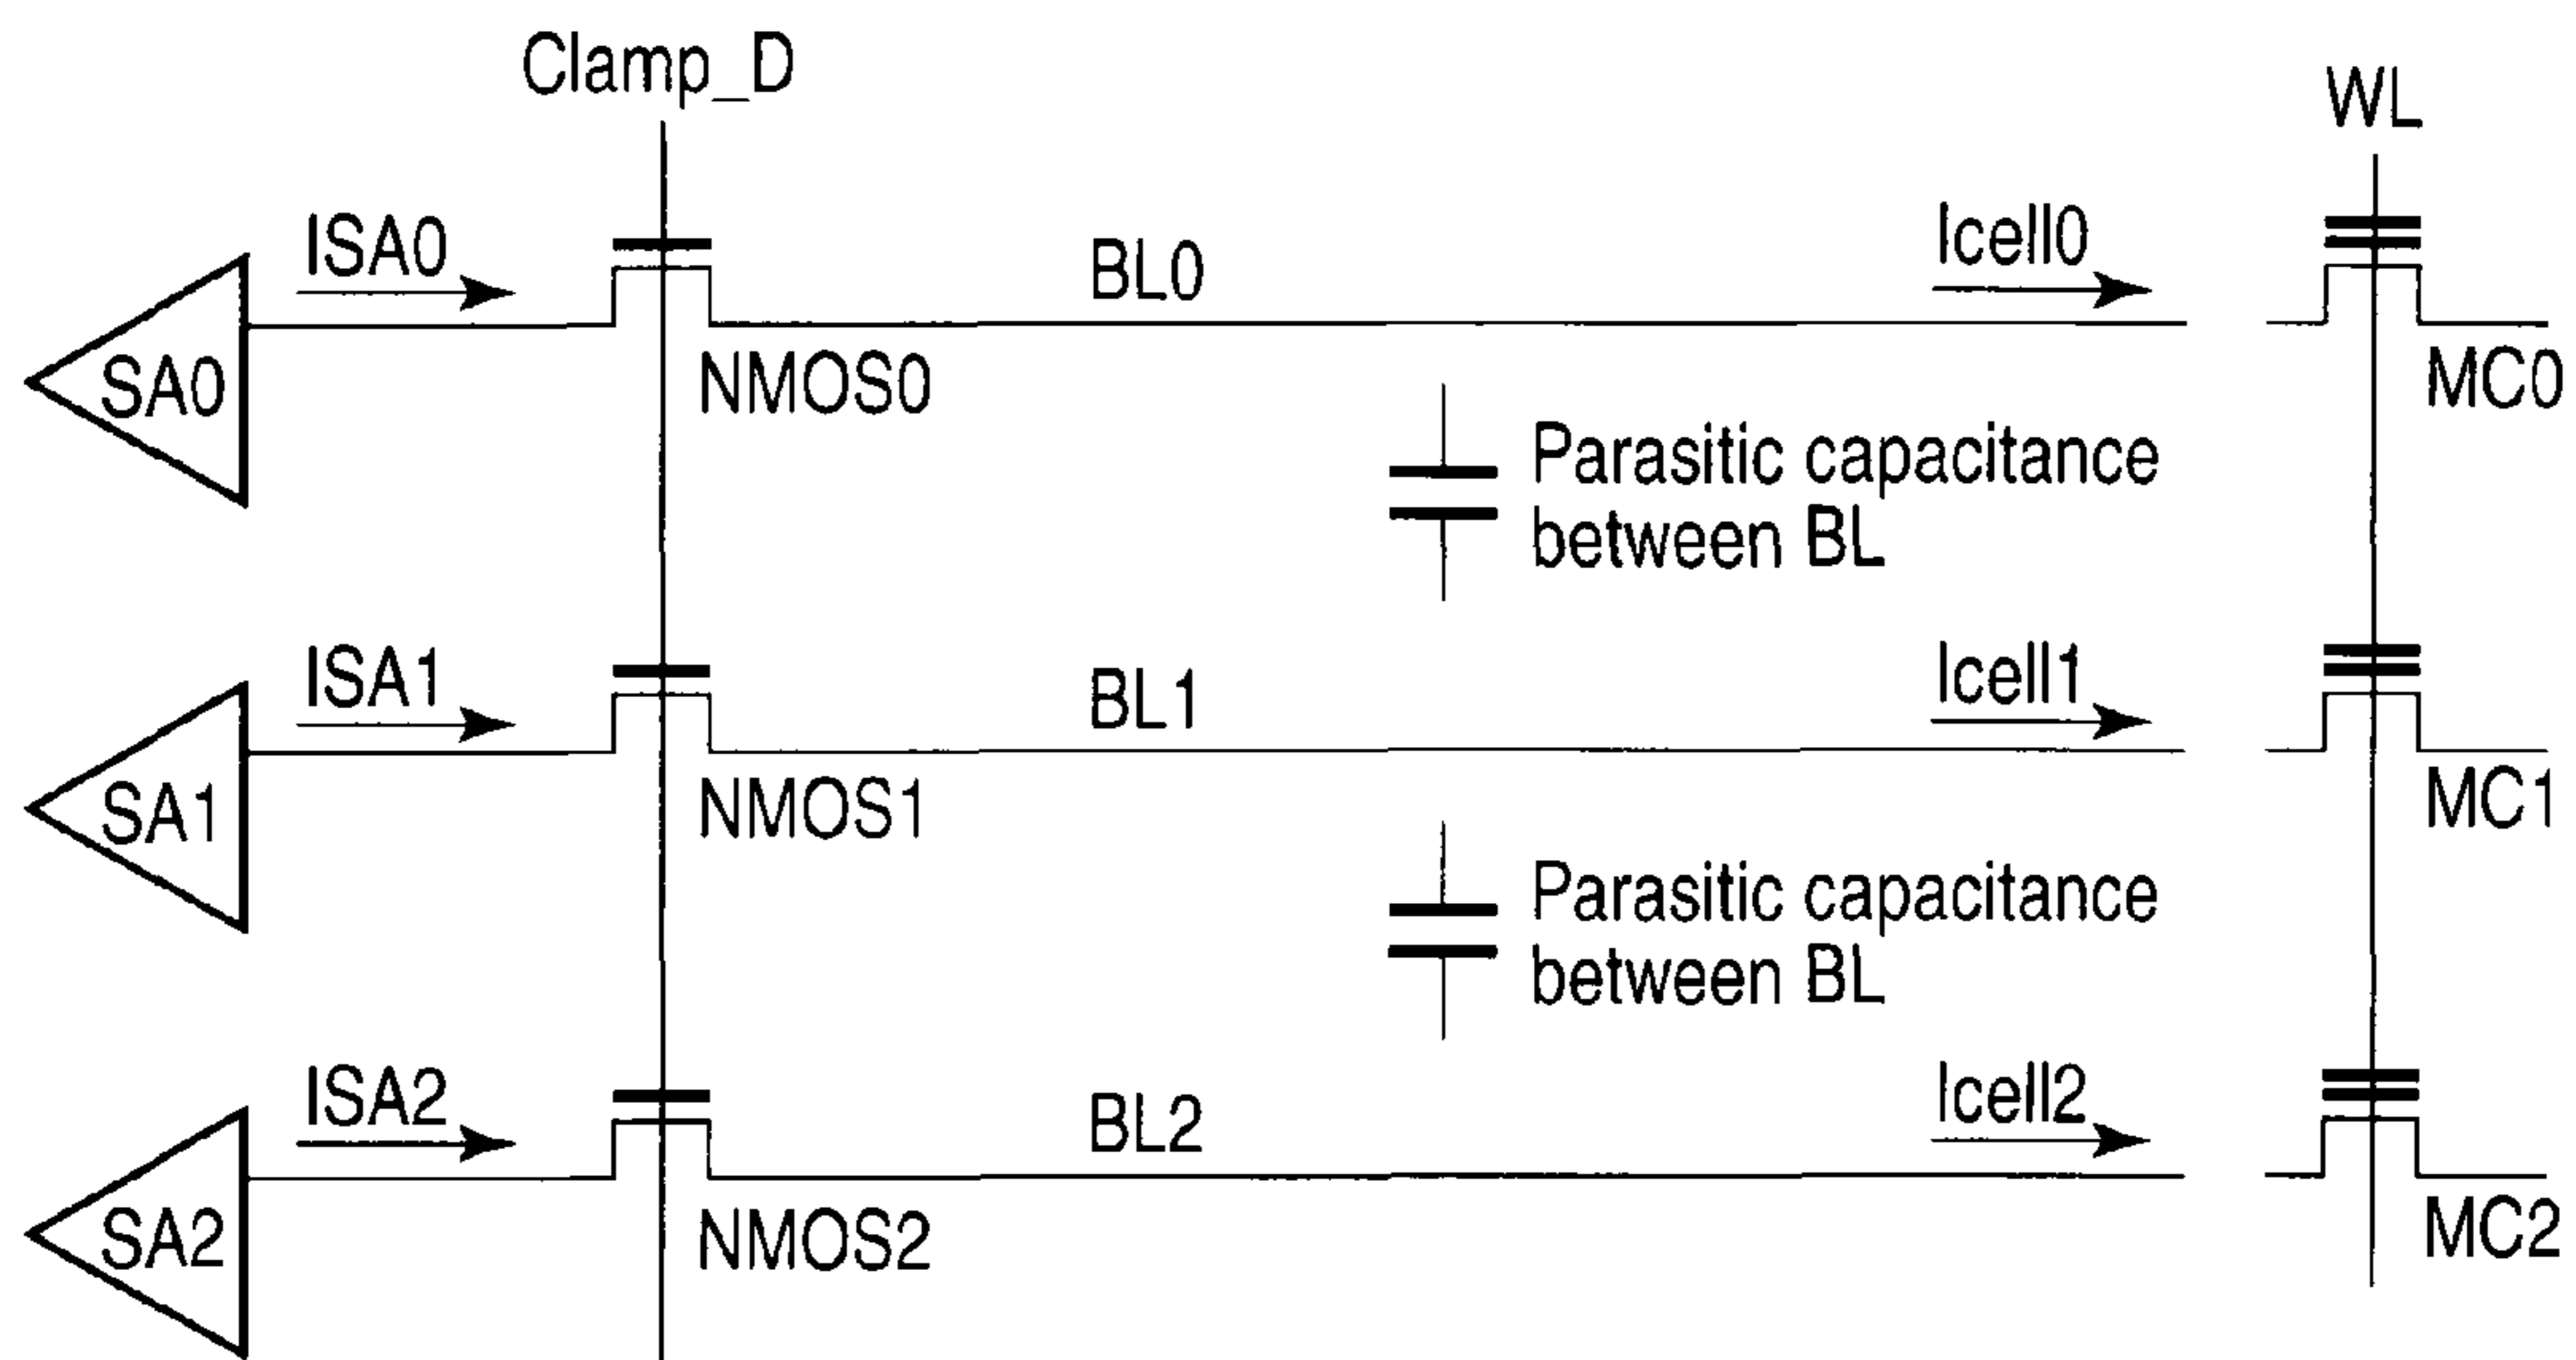 Clamp_D
WL
ISA0
BL0
Icell0
SA0
NMOS0
MC0
Parasitic capacitance
between BL
ISA1
BL1
Icell1
SA1
NMOS1
MC1
Parasitic capacitance
between BL
ISA2
BL2
Icell2
SA2
NMOS2
MC2